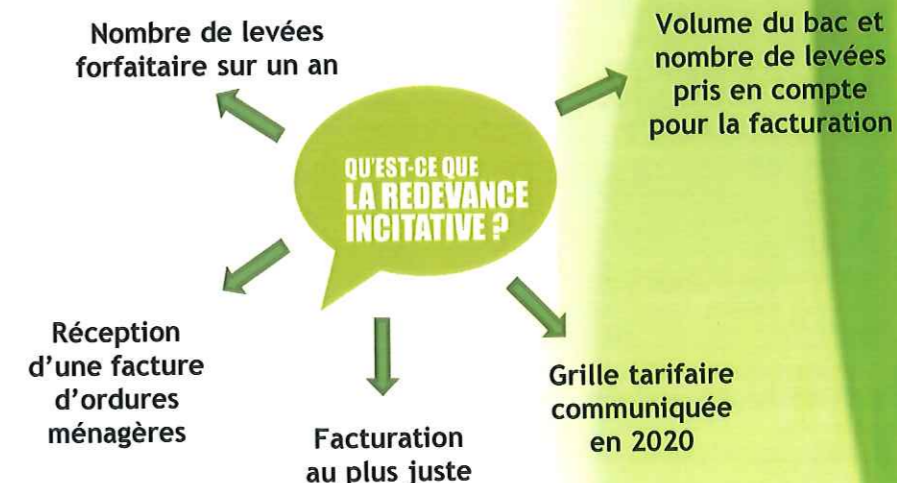 Nombre de levées
forfaitaire sur un an
Volume du bac et
nombre de levées
pris en compte
pour la facturation
QU'EST-CE QUE
LA REDEVANCE
INCITATIVE ?
Réception
d'une facture
d'ordures
ménagères
Facturation
au plus juste
Grille tarifaire
communiquée
en 2020